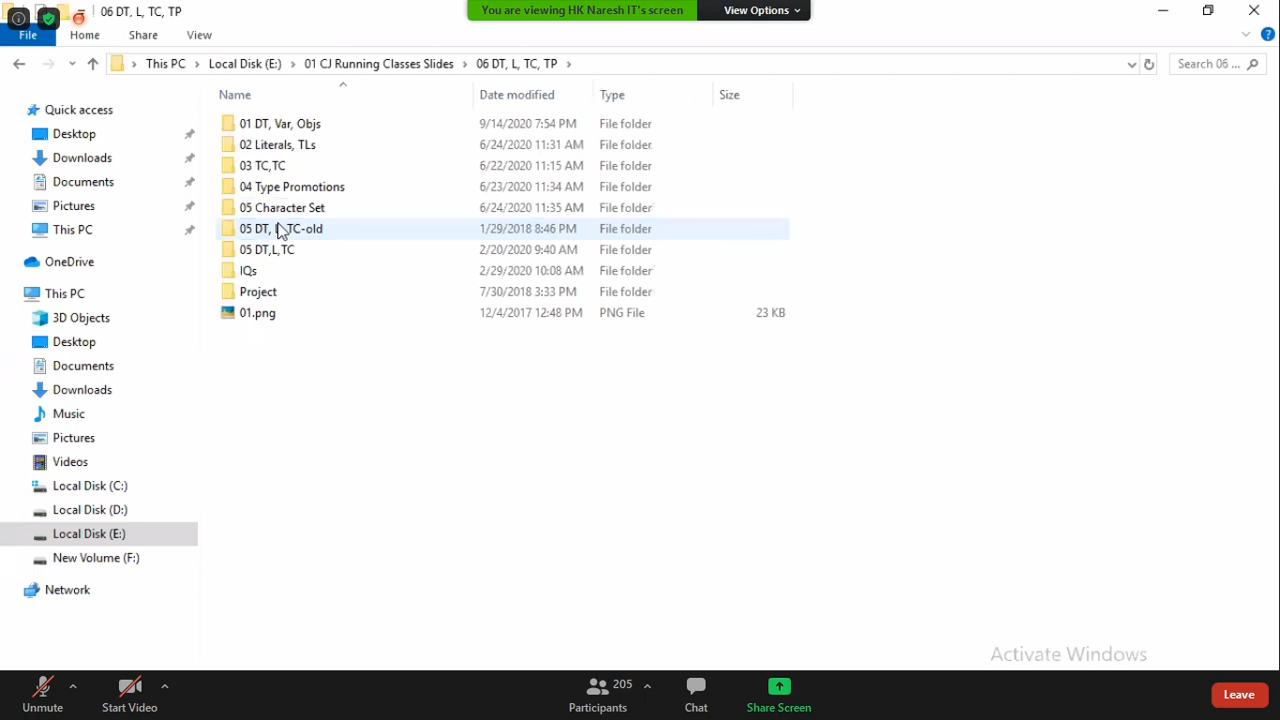 06 DT, L, TC, TP
You are viewing HK Naresh IT's screen
View Options
File
Home
Share
View
This PC
Local Disk (E:)
01 CJ Running Classes Slides
06 DT, L, TC, TP
Search 06 ...
Name
Date modified
Type
Size
Quick access
Desktop
Downloads
Documents
Pictures
This PC
OneDrive
This PC
3D Objects
Desktop
Documents
Downloads
Music
Pictures
Videos
Local Disk (C:)
Local Disk (D:)
Local Disk (E:)
New Volume (F:)
Network
01 DT, Var, Objs 9/14/2020 7:54 PM File folder
02 Literals, TLs 6/24/2020 11:31 AM File folder
03 TC,TC 6/22/2020 11:15 AM File folder
04 Type Promotions 6/23/2020 11:34 AM File folder
05 Character Set 6/24/2020 11:35 AM File folder
05 DT, TC-old 1/29/2018 8:46 PM File folder
05 DT,L,TC 2/20/2020 9:40 AM File folder
IQs 2/29/2020 10:08 AM File folder
Project 7/30/2018 3:33 PM File folder
01.png 12/4/2017 12:48 PM PNG File 23 KB
Activate Windows
Unmute
Start Video
205
Participants
Chat
Share Screen
Leave